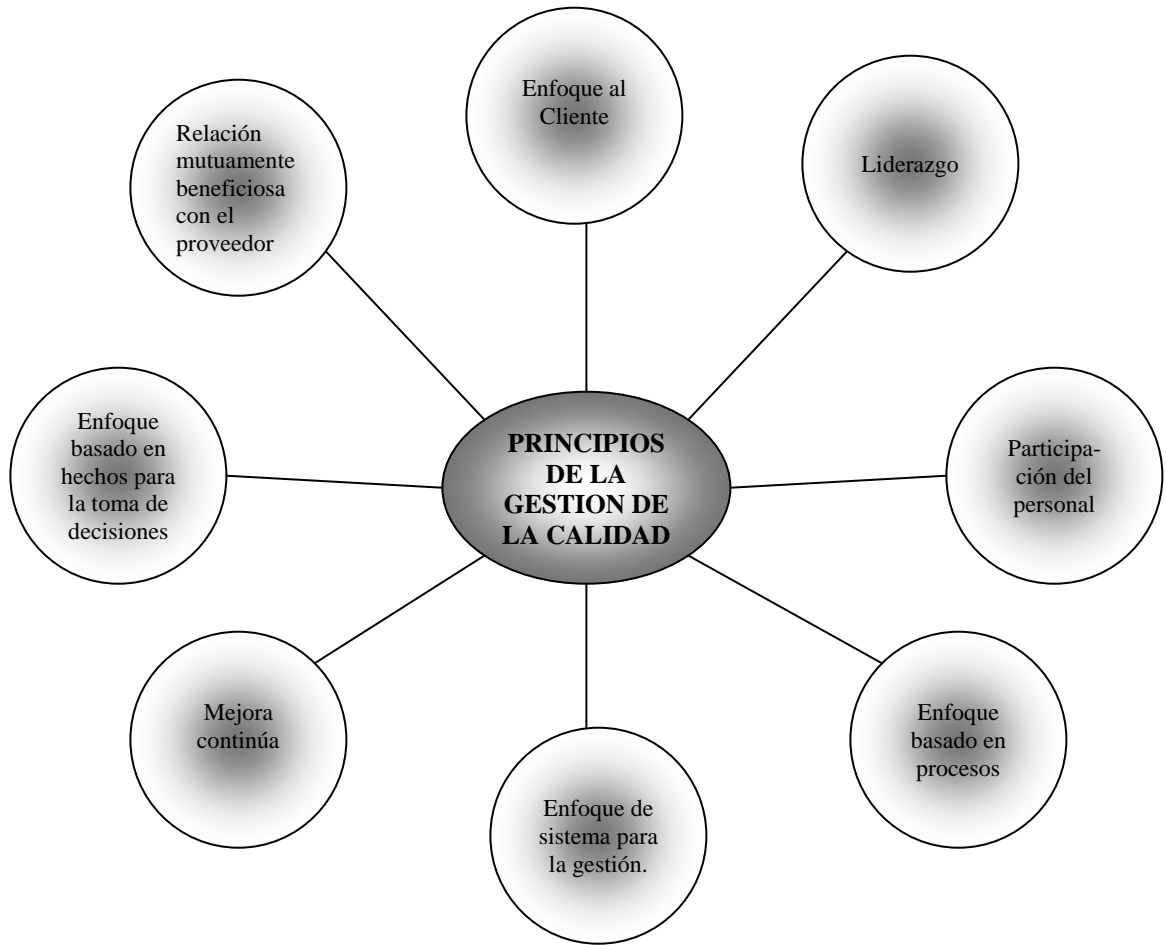 Enfoque al
Cliente
Liderazgo
Participa-
ción del
personal
Enfoque
basado en
procesos
Enfoque de
sistema para
la gestión.
Mejora
continúa
Enfoque
basado en
hechos para
la toma de
decisiones
Relación
mutuamente
beneficiosa
con el
proveedor
PRINCIPIOS
DE LA
GESTION DE
LA CALIDAD